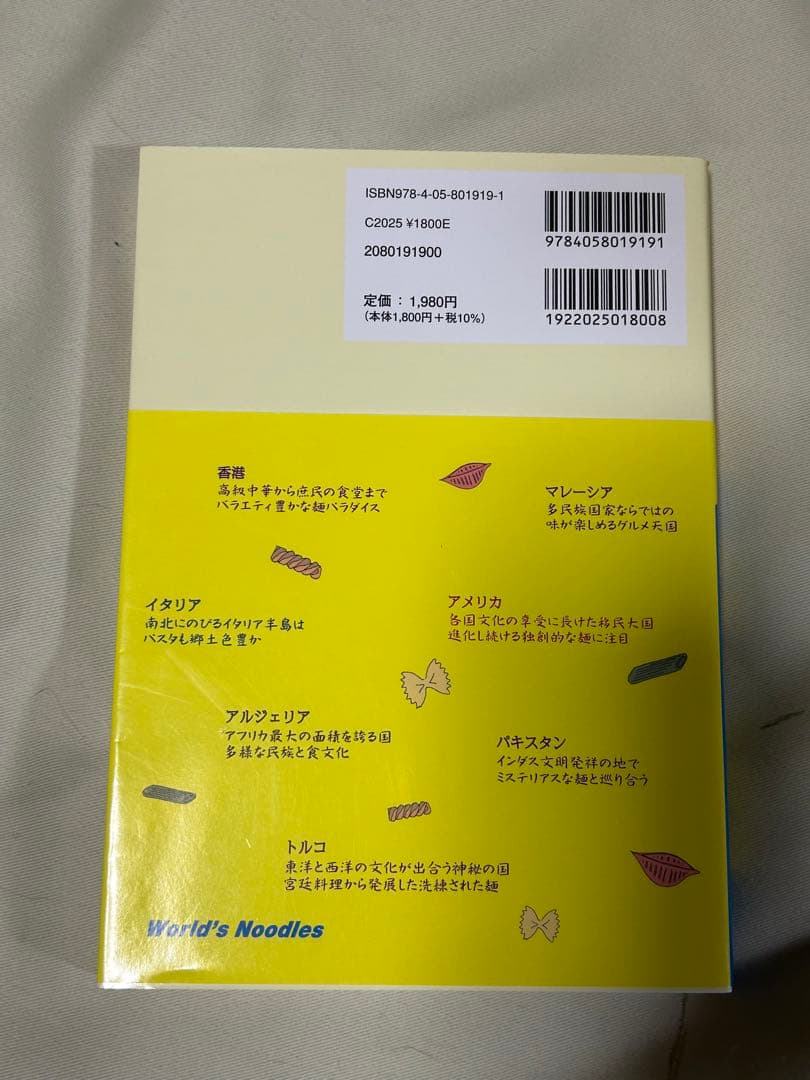 ISBN978-4-05-801919-1
C2025 ¥1800E
2080191900
定価：1,980円
（本体1,800円＋税10%）
9784058019191
1922025018008
香港
高級中華から庶民の食堂まで
バラエティ豊かな麺パラダイス
マレーシア
多民族国家ならではの
味が楽しめるグルメ天国
イタリア
南北にのびるイタリア半島は
パスタも郷土色豊か
アメリカ
各国文化の享受に長けた移民大国
進化し続ける独創的な麺に注目
アルジェリア
アフリカ最大の面積を誇る国
多様な民族と食文化
パキスタン
インダス文明発祥の地で
ミステリアスな麺と巡り合う
トルコ
東洋と西洋の文化が出合う神秘の国
宮廷料理から発展した洗練された麺
World's Noodles